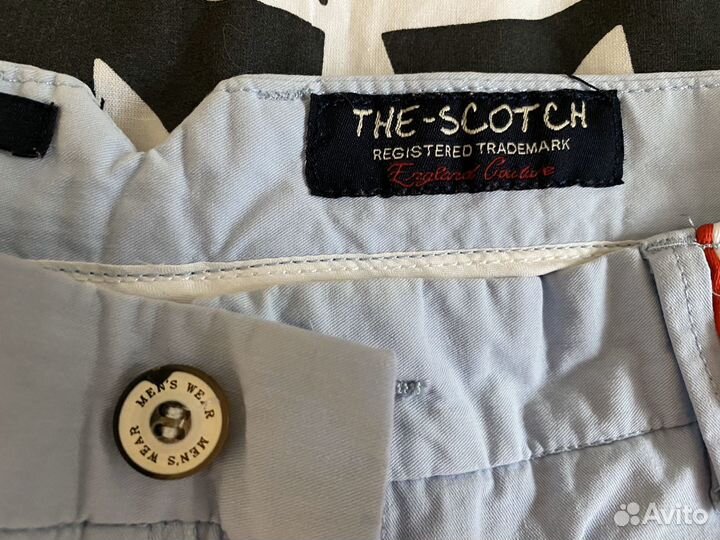 THE-SCOTCH
REGISTERED TRADEMARK
England Couture
MEN'S WEAR MEN'S WEAR
Avito